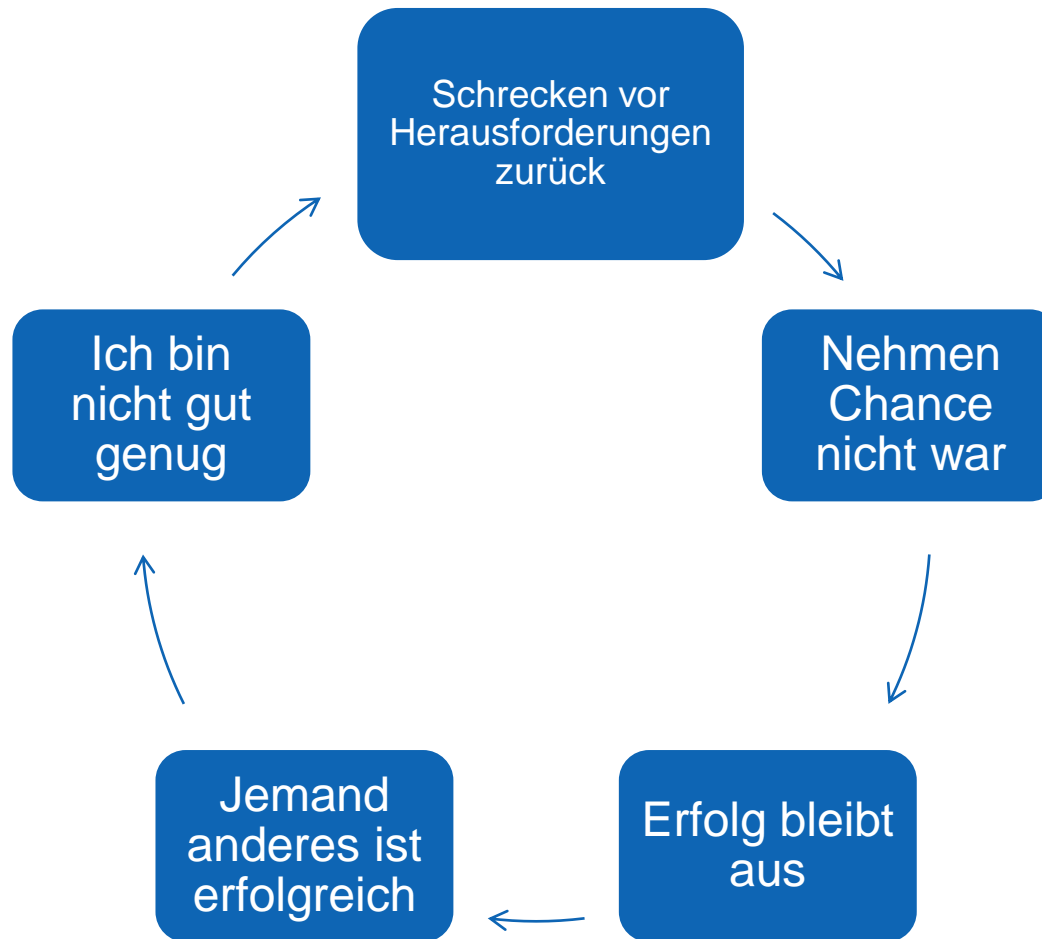 Schrecken vor
Herausforderungen
zurück
Nehmen
Chance
nicht war
Erfolg bleibt
aus
Jemand
anderes ist
erfolgreich
Ich bin
nicht gut
genug